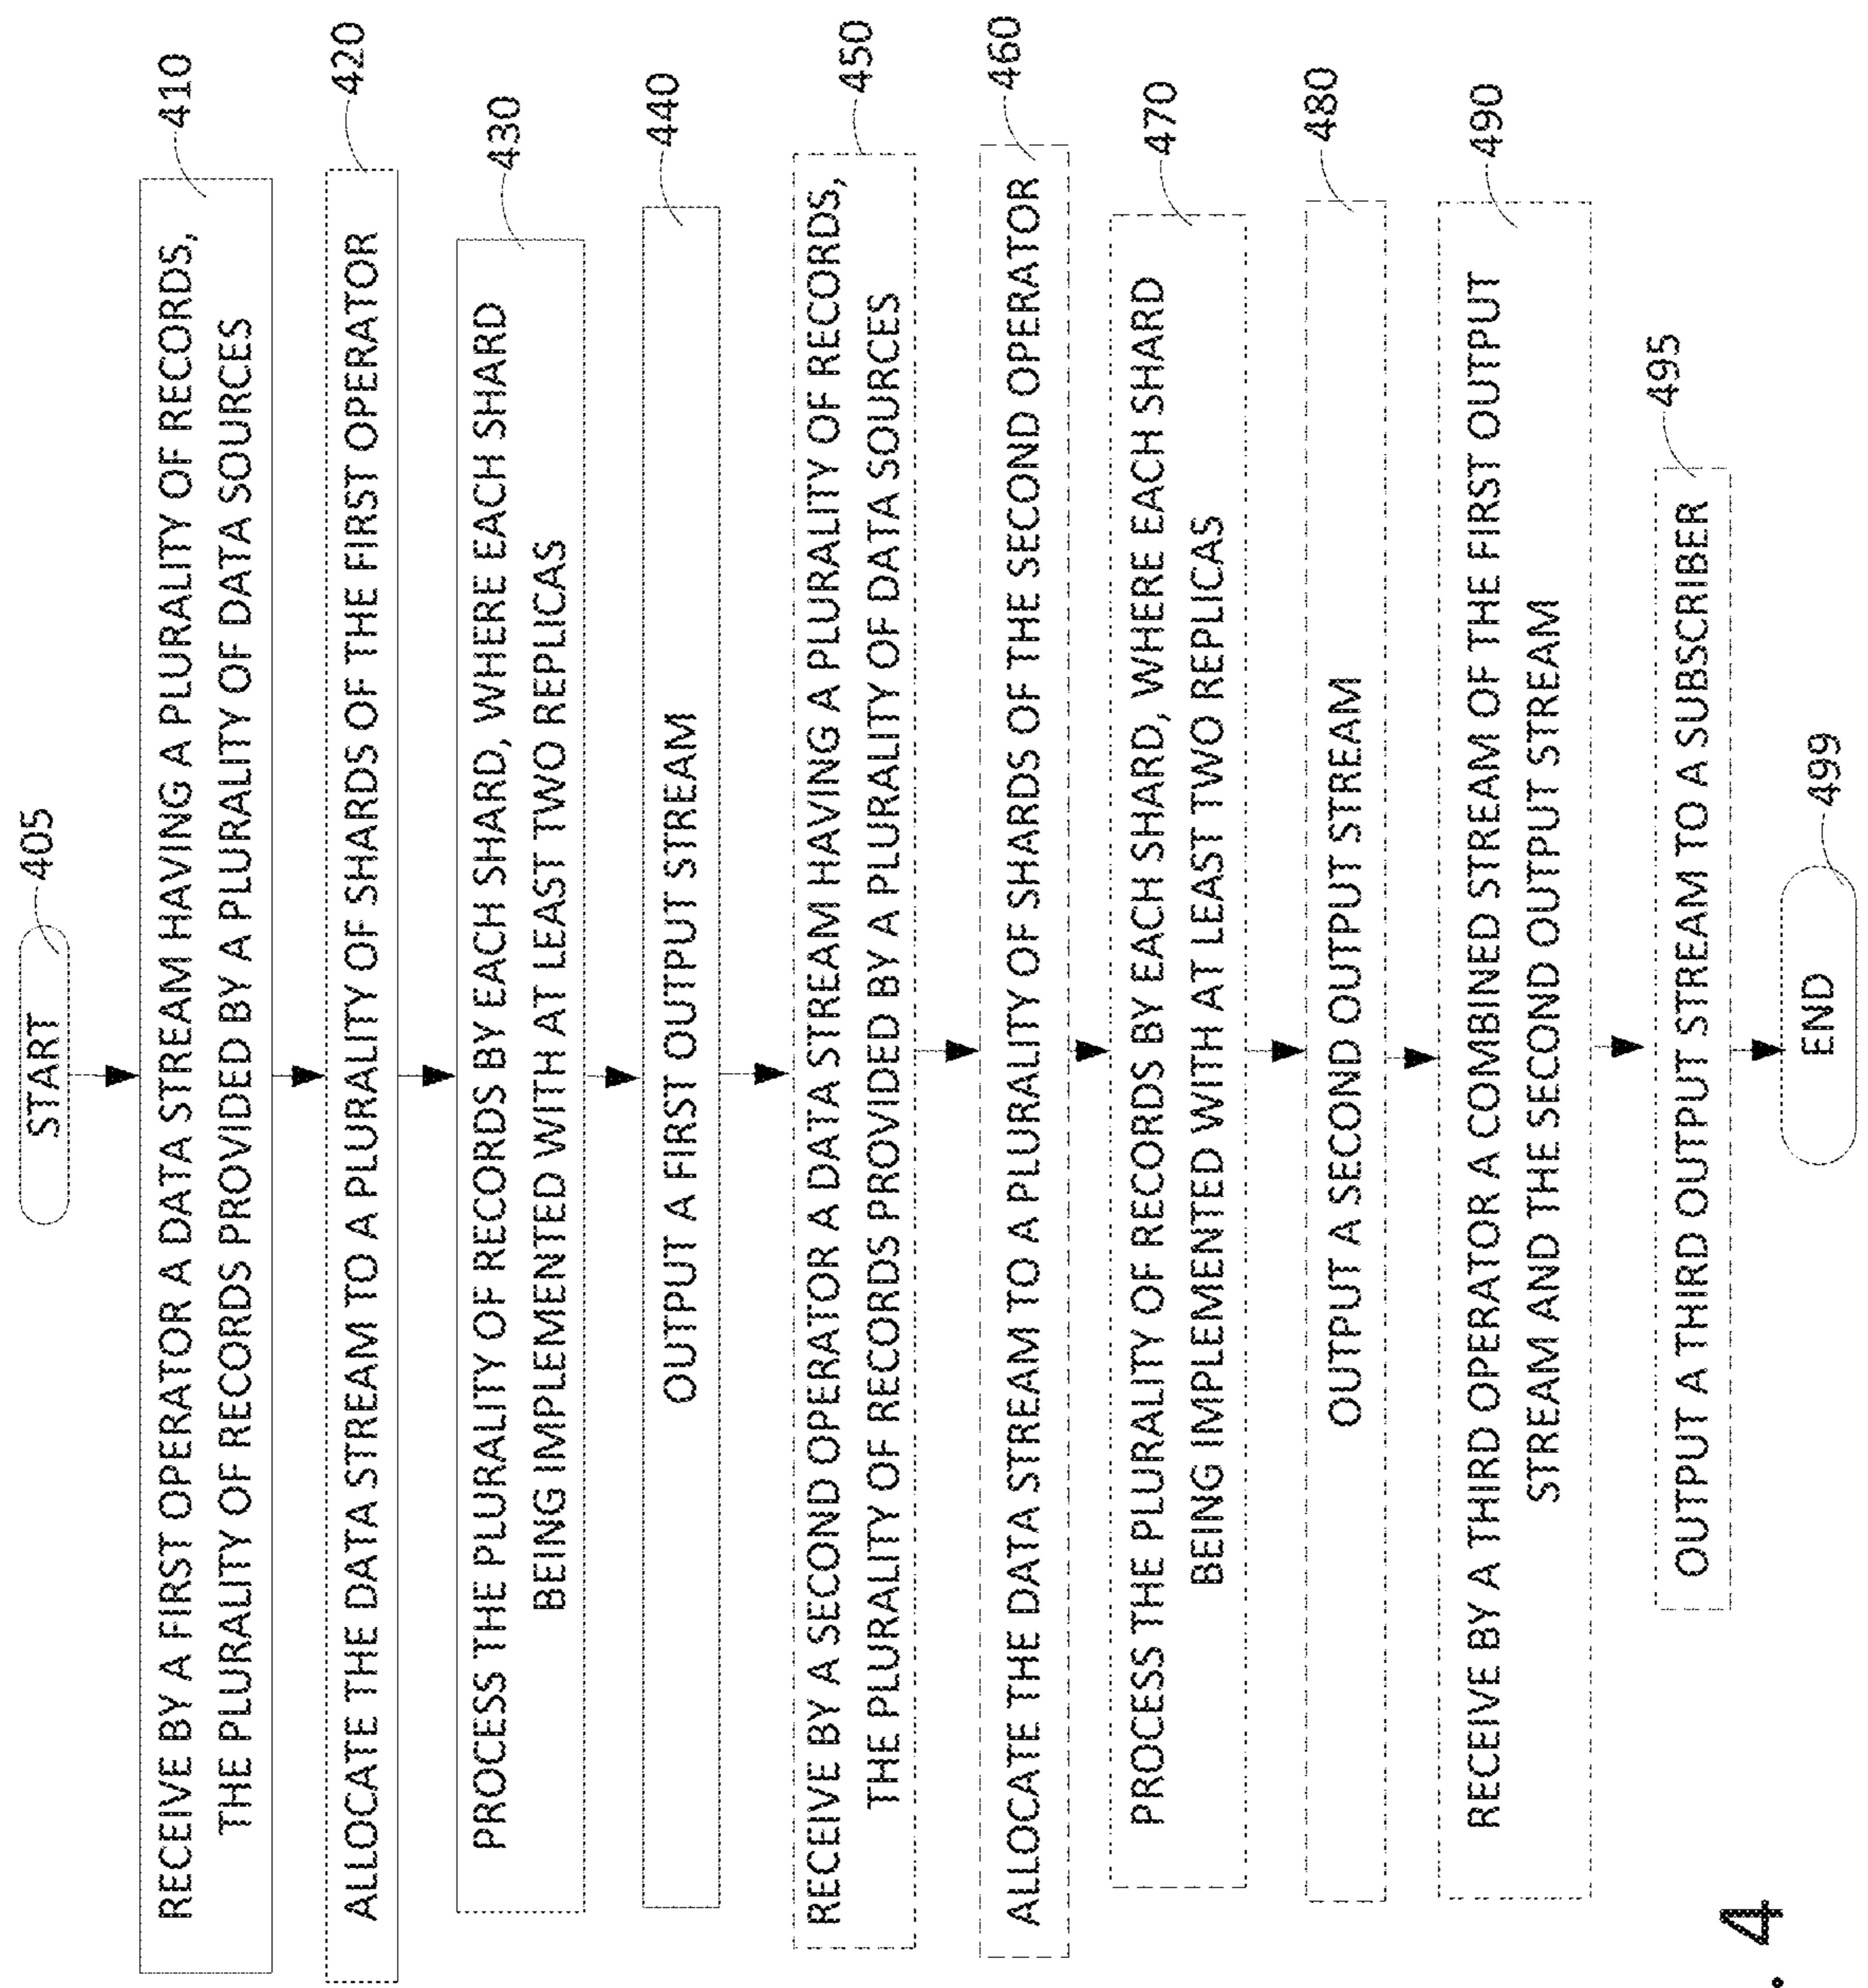 START
405
RECEIVE BY A FIRST OPERATOR A DATA STREAM HAVING A PLURALITY OF RECORDS,
THE PLURALITY OF RECORDS PROVIDED BY A PLURALITY OF DATA SOURCES
410
ALLOCATE THE DATA STREAM TO A PLURALITY OF SHARDS OF THE FIRST OPERATOR
420
PROCESS THE PLURALITY OF RECORDS BY EACH SHARD, WHERE EACH SHARD
BEING IMPLEMENTED WITH AT LEAST TWO REPLICAS
430
OUTPUT A FIRST OUTPUT STREAM
440
RECEIVE BY A SECOND OPERATOR A DATA STREAM HAVING A PLURALITY OF RECORDS,
THE PLURALITY OF RECORDS PROVIDED BY A PLURALITY OF DATA SOURCES
450
ALLOCATE THE DATA STREAM TO A PLURALITY OF SHARDS OF THE SECOND OPERATOR
460
PROCESS THE PLURALITY OF RECORDS BY EACH SHARD, WHERE EACH SHARD
BEING IMPLEMENTED WITH AT LEAST TWO REPLICAS
470
OUTPUT A SECOND OUTPUT STREAM
480
RECEIVE BY A THIRD OPERATOR A COMBINED STREAM OF THE FIRST OUTPUT
STREAM AND THE SECOND OUTPUT STREAM
490
OUTPUT A THIRD OUTPUT STREAM TO A SUBSCRIBER
495
END
499
. 4